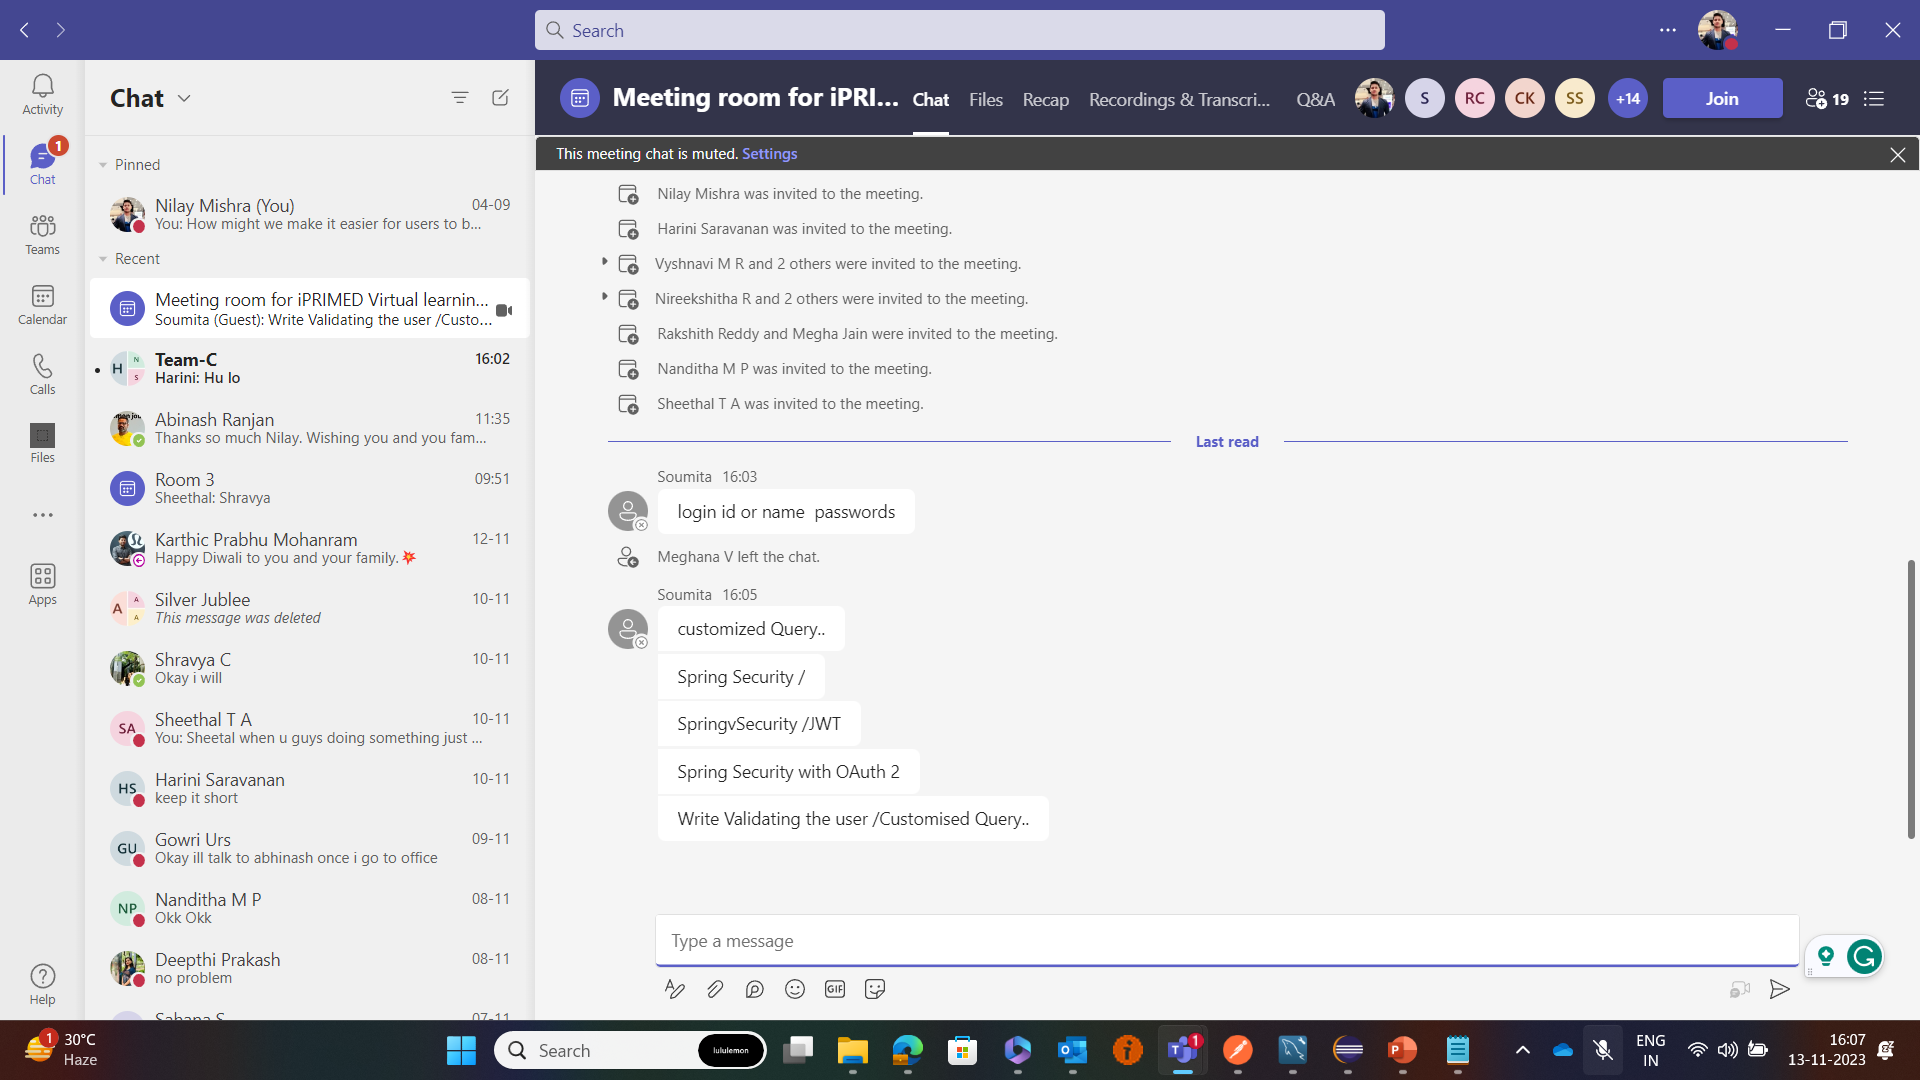 Search
Activity
Chat
1
Teams
Calendar
Calls
Files
Apps
Help
Chat
Pinned
Nilay Mishra (You) 04-09
You: How might we make it easier for users to b...
Recent
Meeting room for iPRIMED Virtual learnin...
Soumita (Guest): Write Validating the user /Custo...
H N S
Team-C 16:02
Harini: Hu lo
Abinash Ranjan 11:35
Thanks so much Nilay. Wishing you and you fam...
Room 3 09:51
Sheethal: Shravya
Karthic Prabhu Mohanram 12-11
Happy Diwali to you and your family.
A A A
Silver Jublee 10-11
This message was deleted
Shravya C 10-11
Okay i will
SA
Sheethal T A 10-11
You: Sheetal when u guys doing something just ...
HS
Harini Saravanan 10-11
keep it short
GU
Gowri Urs 09-11
Okay ill talk to abhinash once i go to office
NP
Nanditha M P 08-11
Okk Okk
Deepthi Prakash 08-11
no problem
Sahana S 07-11
Meeting room for iPRI... Chat Files Recap Recordings & Transcri... Q&A S RC CK SS +14 Join 19
This meeting chat is muted. Settings
Nilay Mishra was invited to the meeting.
Harini Saravanan was invited to the meeting.
Vyshnavi M R and 2 others were invited to the meeting.
Nireekshitha R and 2 others were invited to the meeting.
Rakshith Reddy and Megha Jain were invited to the meeting.
Nanditha M P was invited to the meeting.
Sheethal T A was invited to the meeting.
Last read
Soumita 16:03
login id or name  passwords
Meghana V left the chat.
Soumita 16:05
customized Query..
Spring Security /
SpringvSecurity /JWT
Spring Security with OAuth 2
Write Validating the user /Customised Query..
Type a message
GIF
1
30°C
Haze
Search
lululemon
1
ENG
IN
16:07
13-11-2023